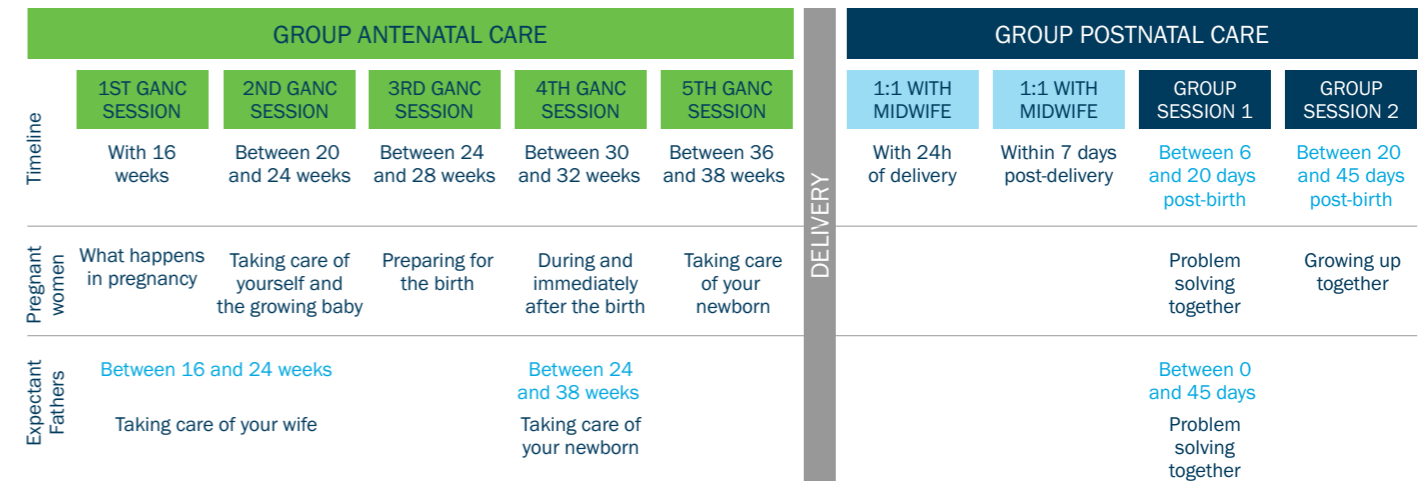 GROUP ANTENATAL CARE
GROUP POSTNATAL CARE
1ST GANC
SESSION
2ND GANC
SESSION
3RD GANC
SESSION
4TH GANC
SESSION
5TH GANC
SESSION
1:1 WITH
MIDWIFE
1:1 WITH
MIDWIFE
GROUP
SESSION 1
GROUP
SESSION 2
Timeline
With 16
weeks
Between 20
and 24 weeks
Between 24
and 28 weeks
Between 30
and 32 weeks
Between 36
and 38 weeks
DELIVERY
With 24h
of delivery
Within 7 days
post-delivery
Between 6
and 20 days
post-birth
Between 20
and 45 days
post-birth
Pregnant
women
What happens
in pregnancy
Taking care of
yourself and
the growing baby
Preparing for
the birth
During and
immediately
after the birth
Taking care
of your
newborn
Problem
solving
together
Growing up
together
Expectant
Fathers
Between 16 and 24 weeks
Taking care of your wife
Between 24
and 38 weeks
Taking care of
your newborn
Between 0
and 45 days
Problem
solving
together